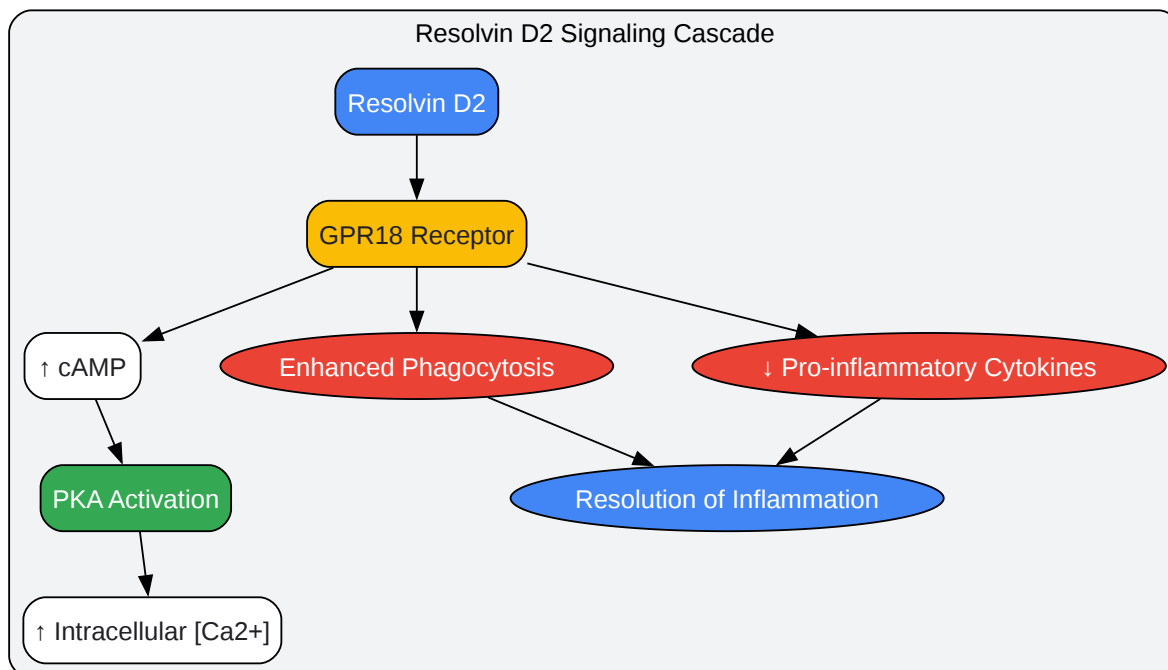 Resolvin D2 Signaling Cascade
Resolvin D2
GPR18 Receptor
↑ cAMP
Enhanced Phagocytosis
↓ Pro-inflammatory Cytokines
PKA Activation
Resolution of Inflammation
↑ Intracellular [Ca2+]